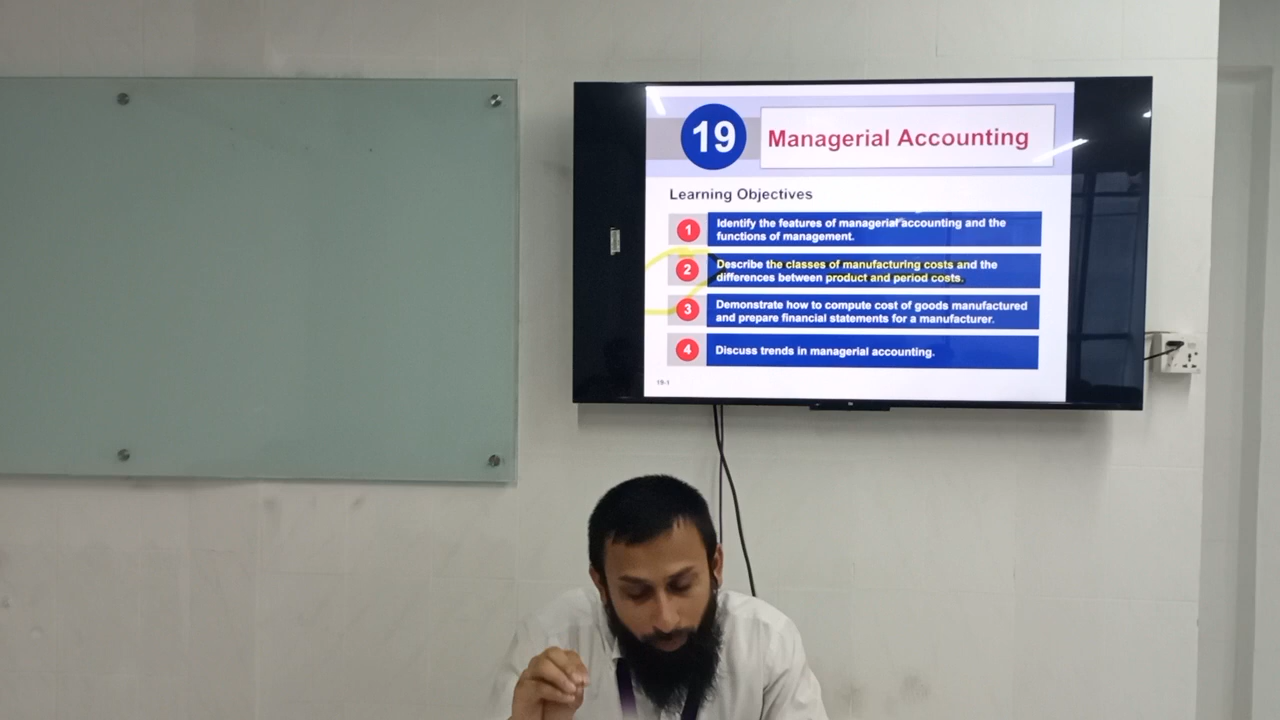 19
Managerial Accounting
Learning Objectives
1
Identify the features of managerial accounting and the
functions of management.
2
Describe the classes of manufacturing costs and the
differences between product and period costs.
3
Demonstrate how to compute cost of goods manufactured
and prepare financial statements for a manufacturer.
4
Discuss trends in managerial accounting.
19-1